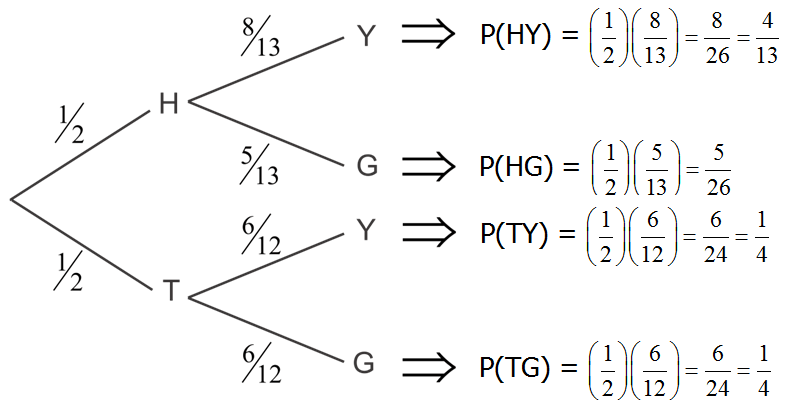 8/13 Y ⇒ P(HY) = (1/2)(8/13) = 8/26 = 4/13
1/2 H
5/13 G ⇒ P(HG) = (1/2)(5/13) = 5/26
6/12 Y ⇒ P(TY) = (1/2)(6/12) = 6/24 = 1/4
1/2 T
6/12 G ⇒ P(TG) = (1/2)(6/12) = 6/24 = 1/4